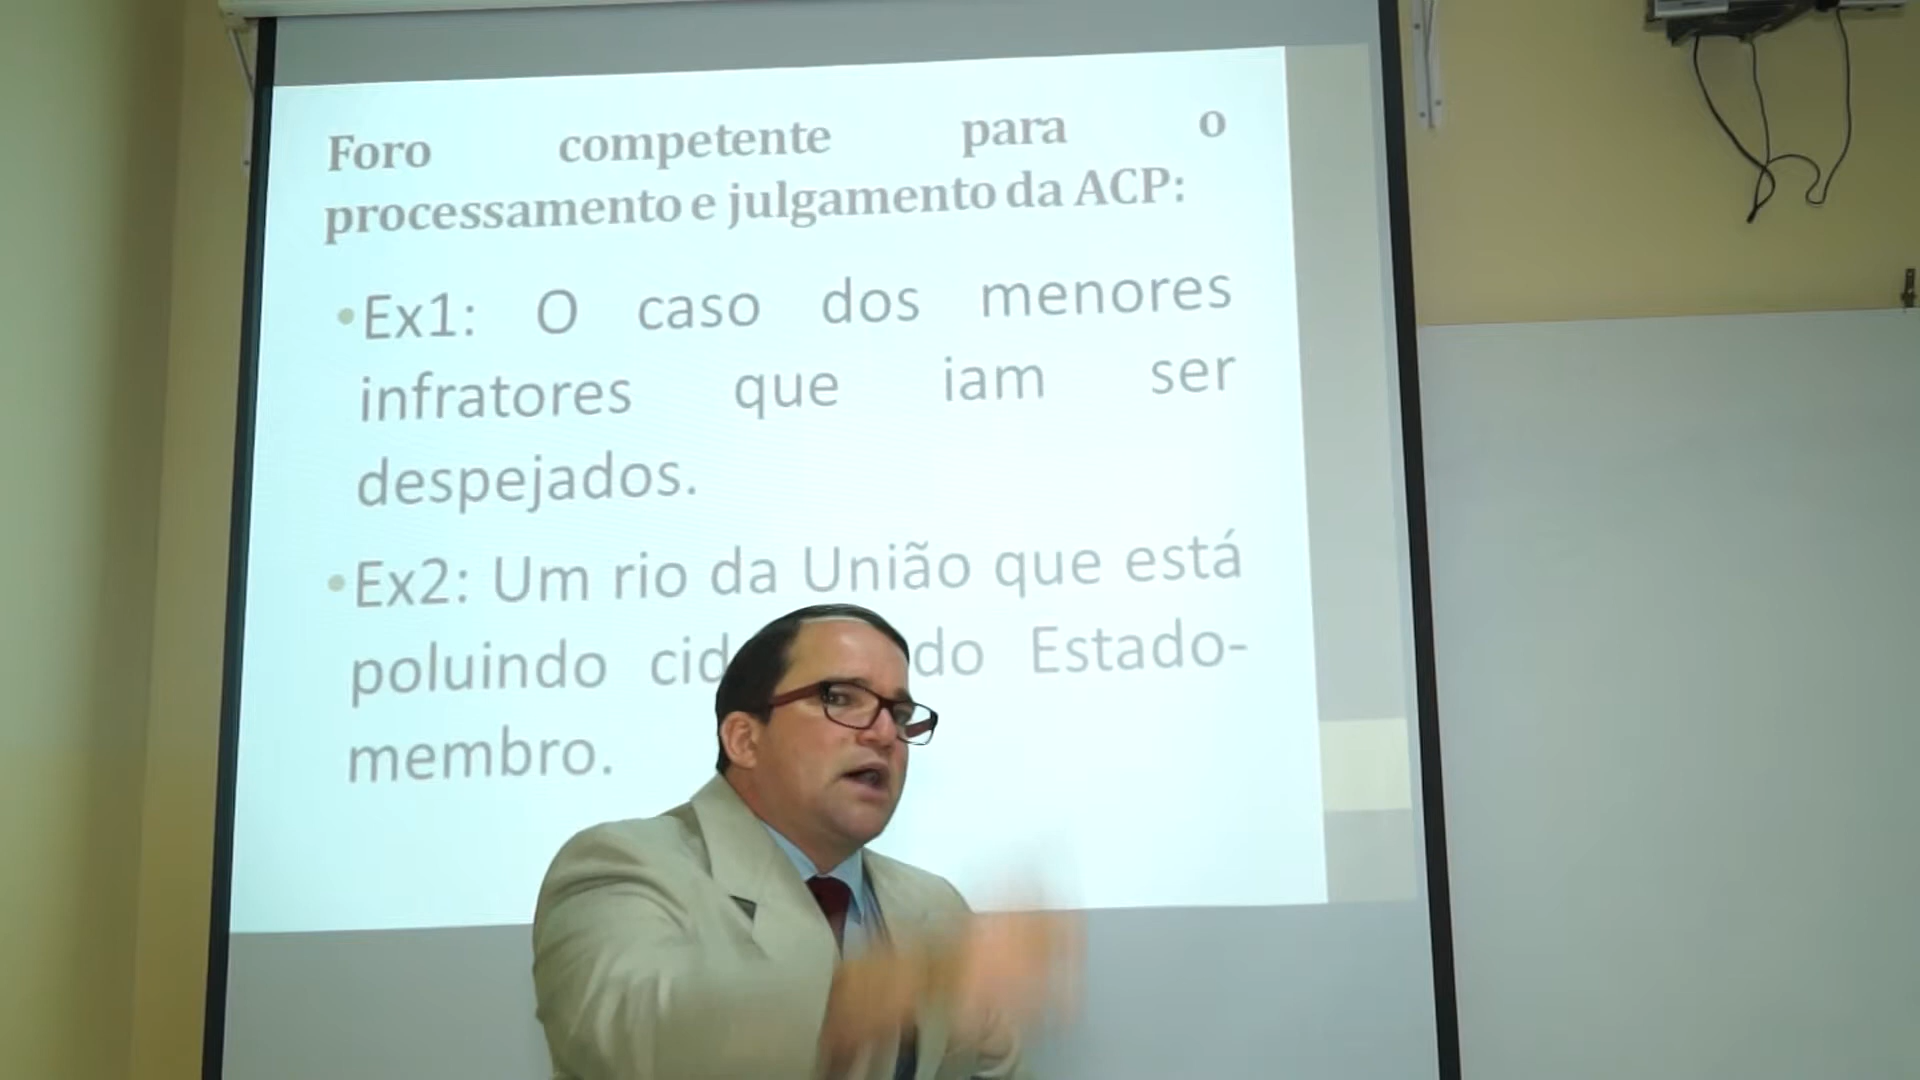 Foro competente para o
processamento e julgamento da ACP:
•Ex1: O caso dos menores
infratores que iam ser
despejados.
•Ex2: Um rio da União que está
poluindo do Estado-
membro.